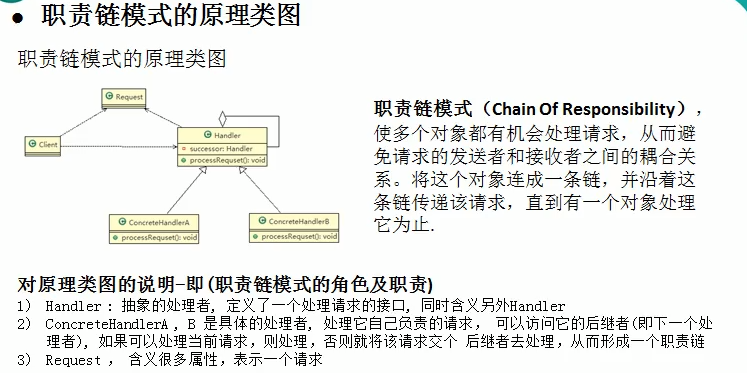 ● 职责链模式的原理类图
职责链模式的原理类图
C Request
C Handler
successor: Handler
processRequset(): void
C Client
C ConcreteHandlerA
processRequset(): void
C ConcreteHandlerB
processRequset(): void
职责链模式（Chain Of Responsibility），
使多个对象都有机会处理请求，从而避
免请求的发送者和接收者之间的耦合关
系。将这个对象连成一条链，并沿着这
条链传递该请求，直到有一个对象处理
它为止.
对原理类图的说明-即(职责链模式的角色及职责)
1） Handler : 抽象的处理者, 定义了一个处理请求的接口, 同时含义另外Handler
2） ConcreteHandlerA , B 是具体的处理者, 处理它自己负责的请求， 可以访问它的后继者(即下一个处
理者), 如果可以处理当前请求，则处理，否则就将该请求交个 后继者去处理，从而形成一个职责链
3） Request ， 含义很多属性，表示一个请求